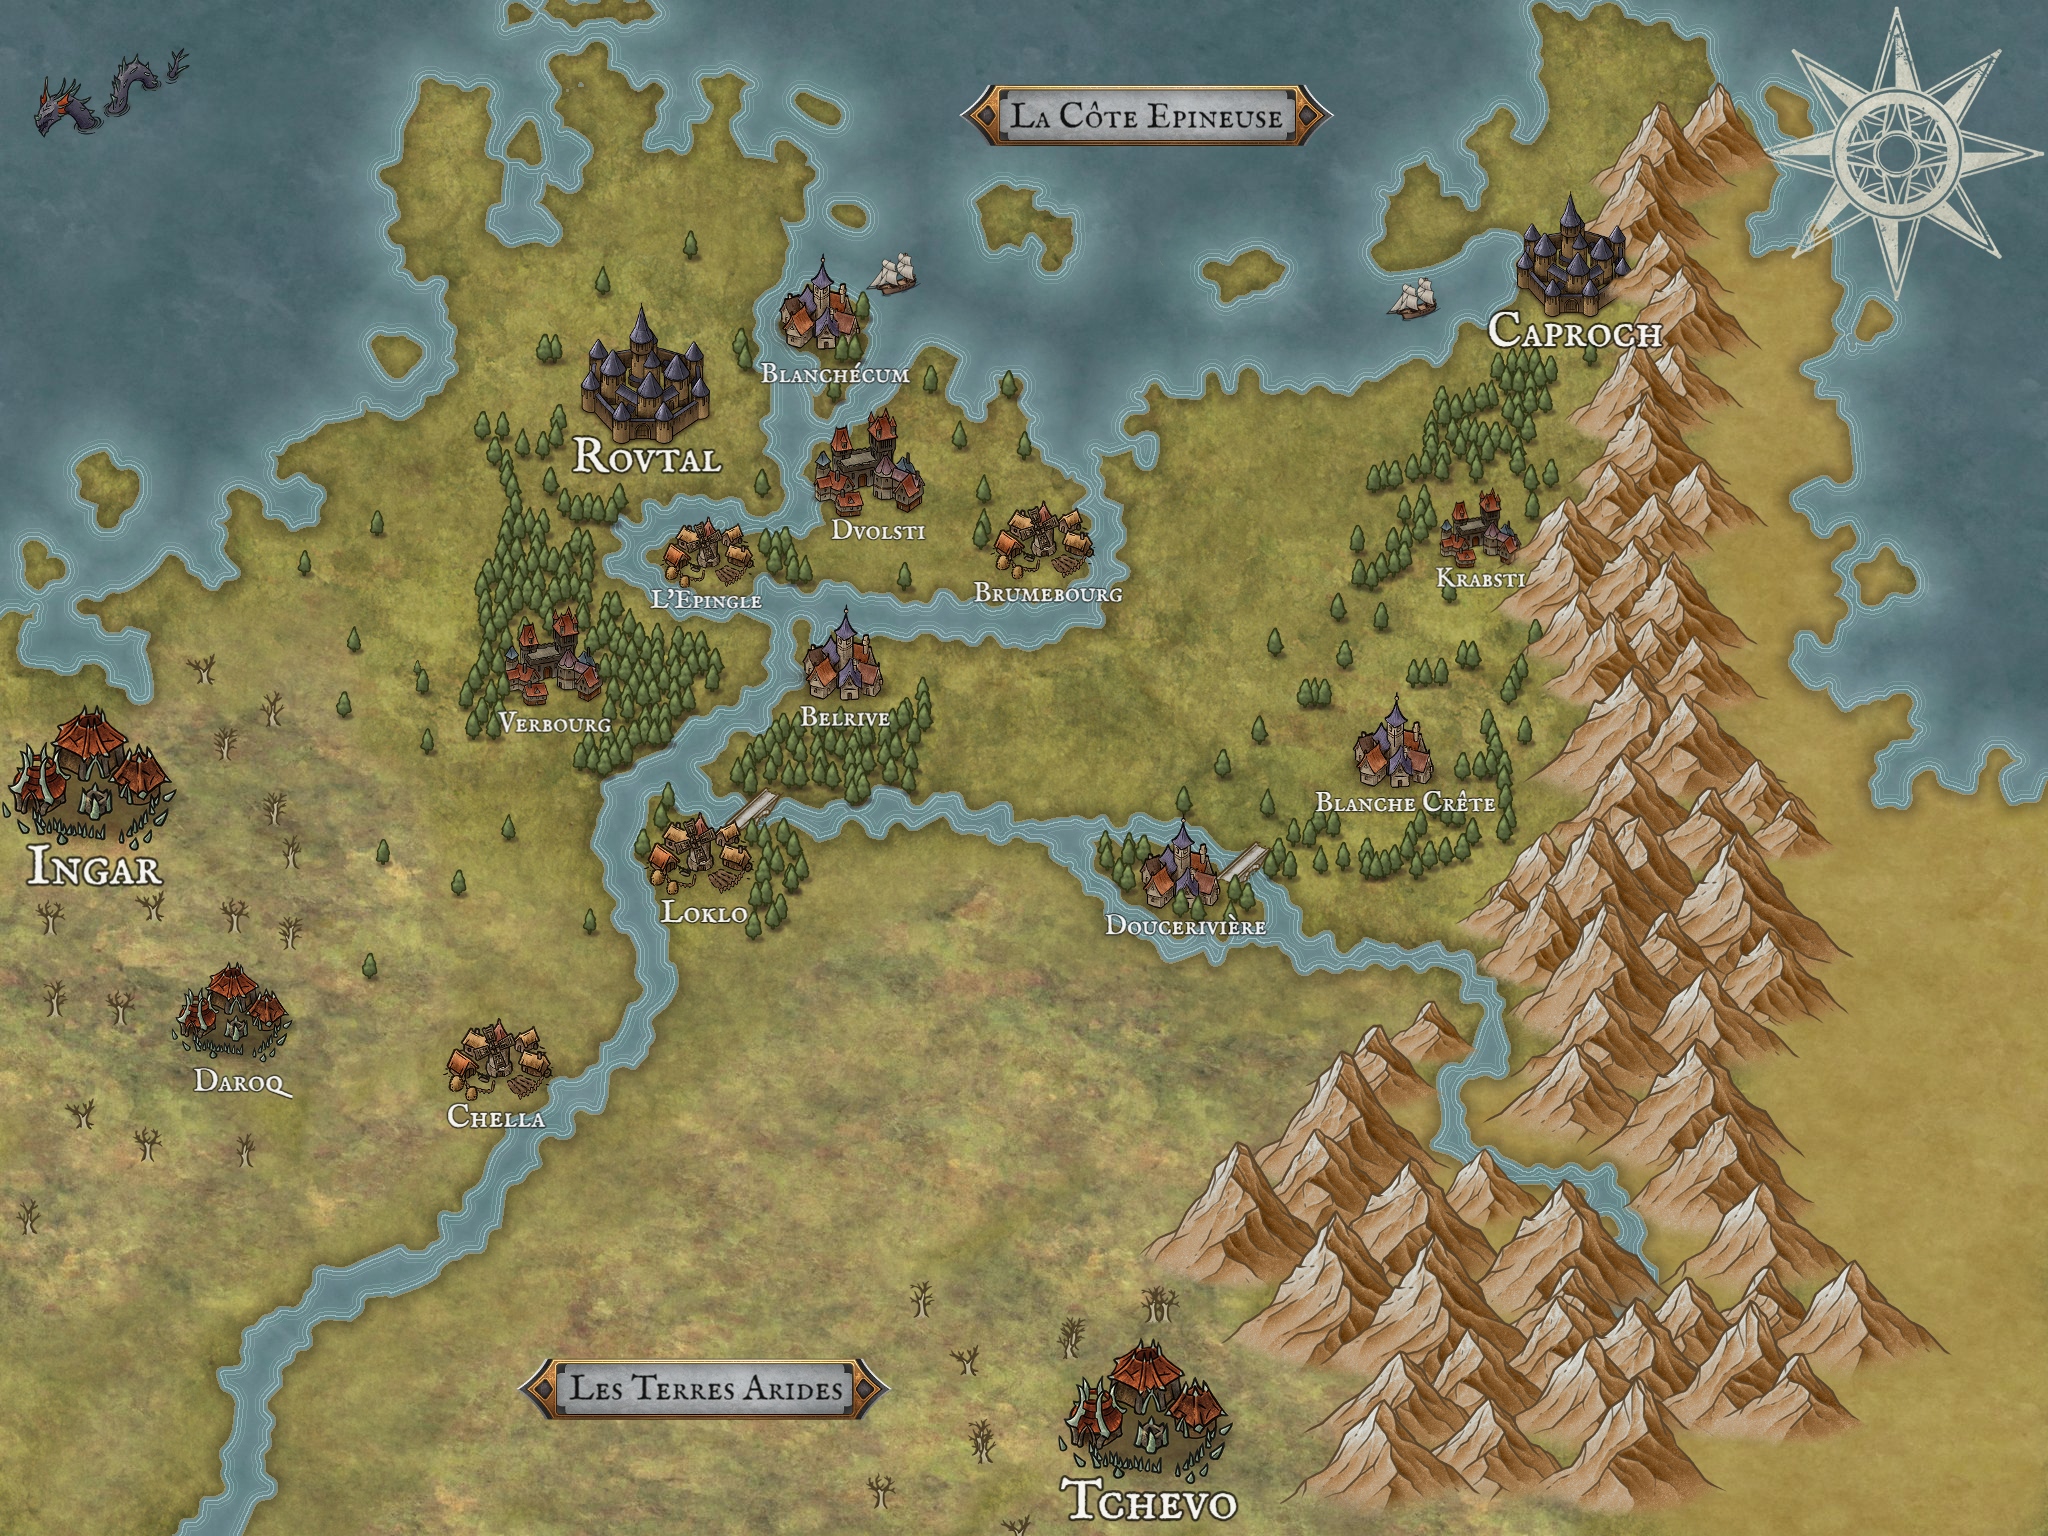 La Côte Epineuse
Caproch
Blanchécum
Rovtal
Dvolsti
Krabsti
Brumebourg
L'Epingle
Verbourg
Belrive
Blanche Crête
Ingar
Loklo
Doucerivière
Daroq
Chella
Les Terres Arides
Tchevo